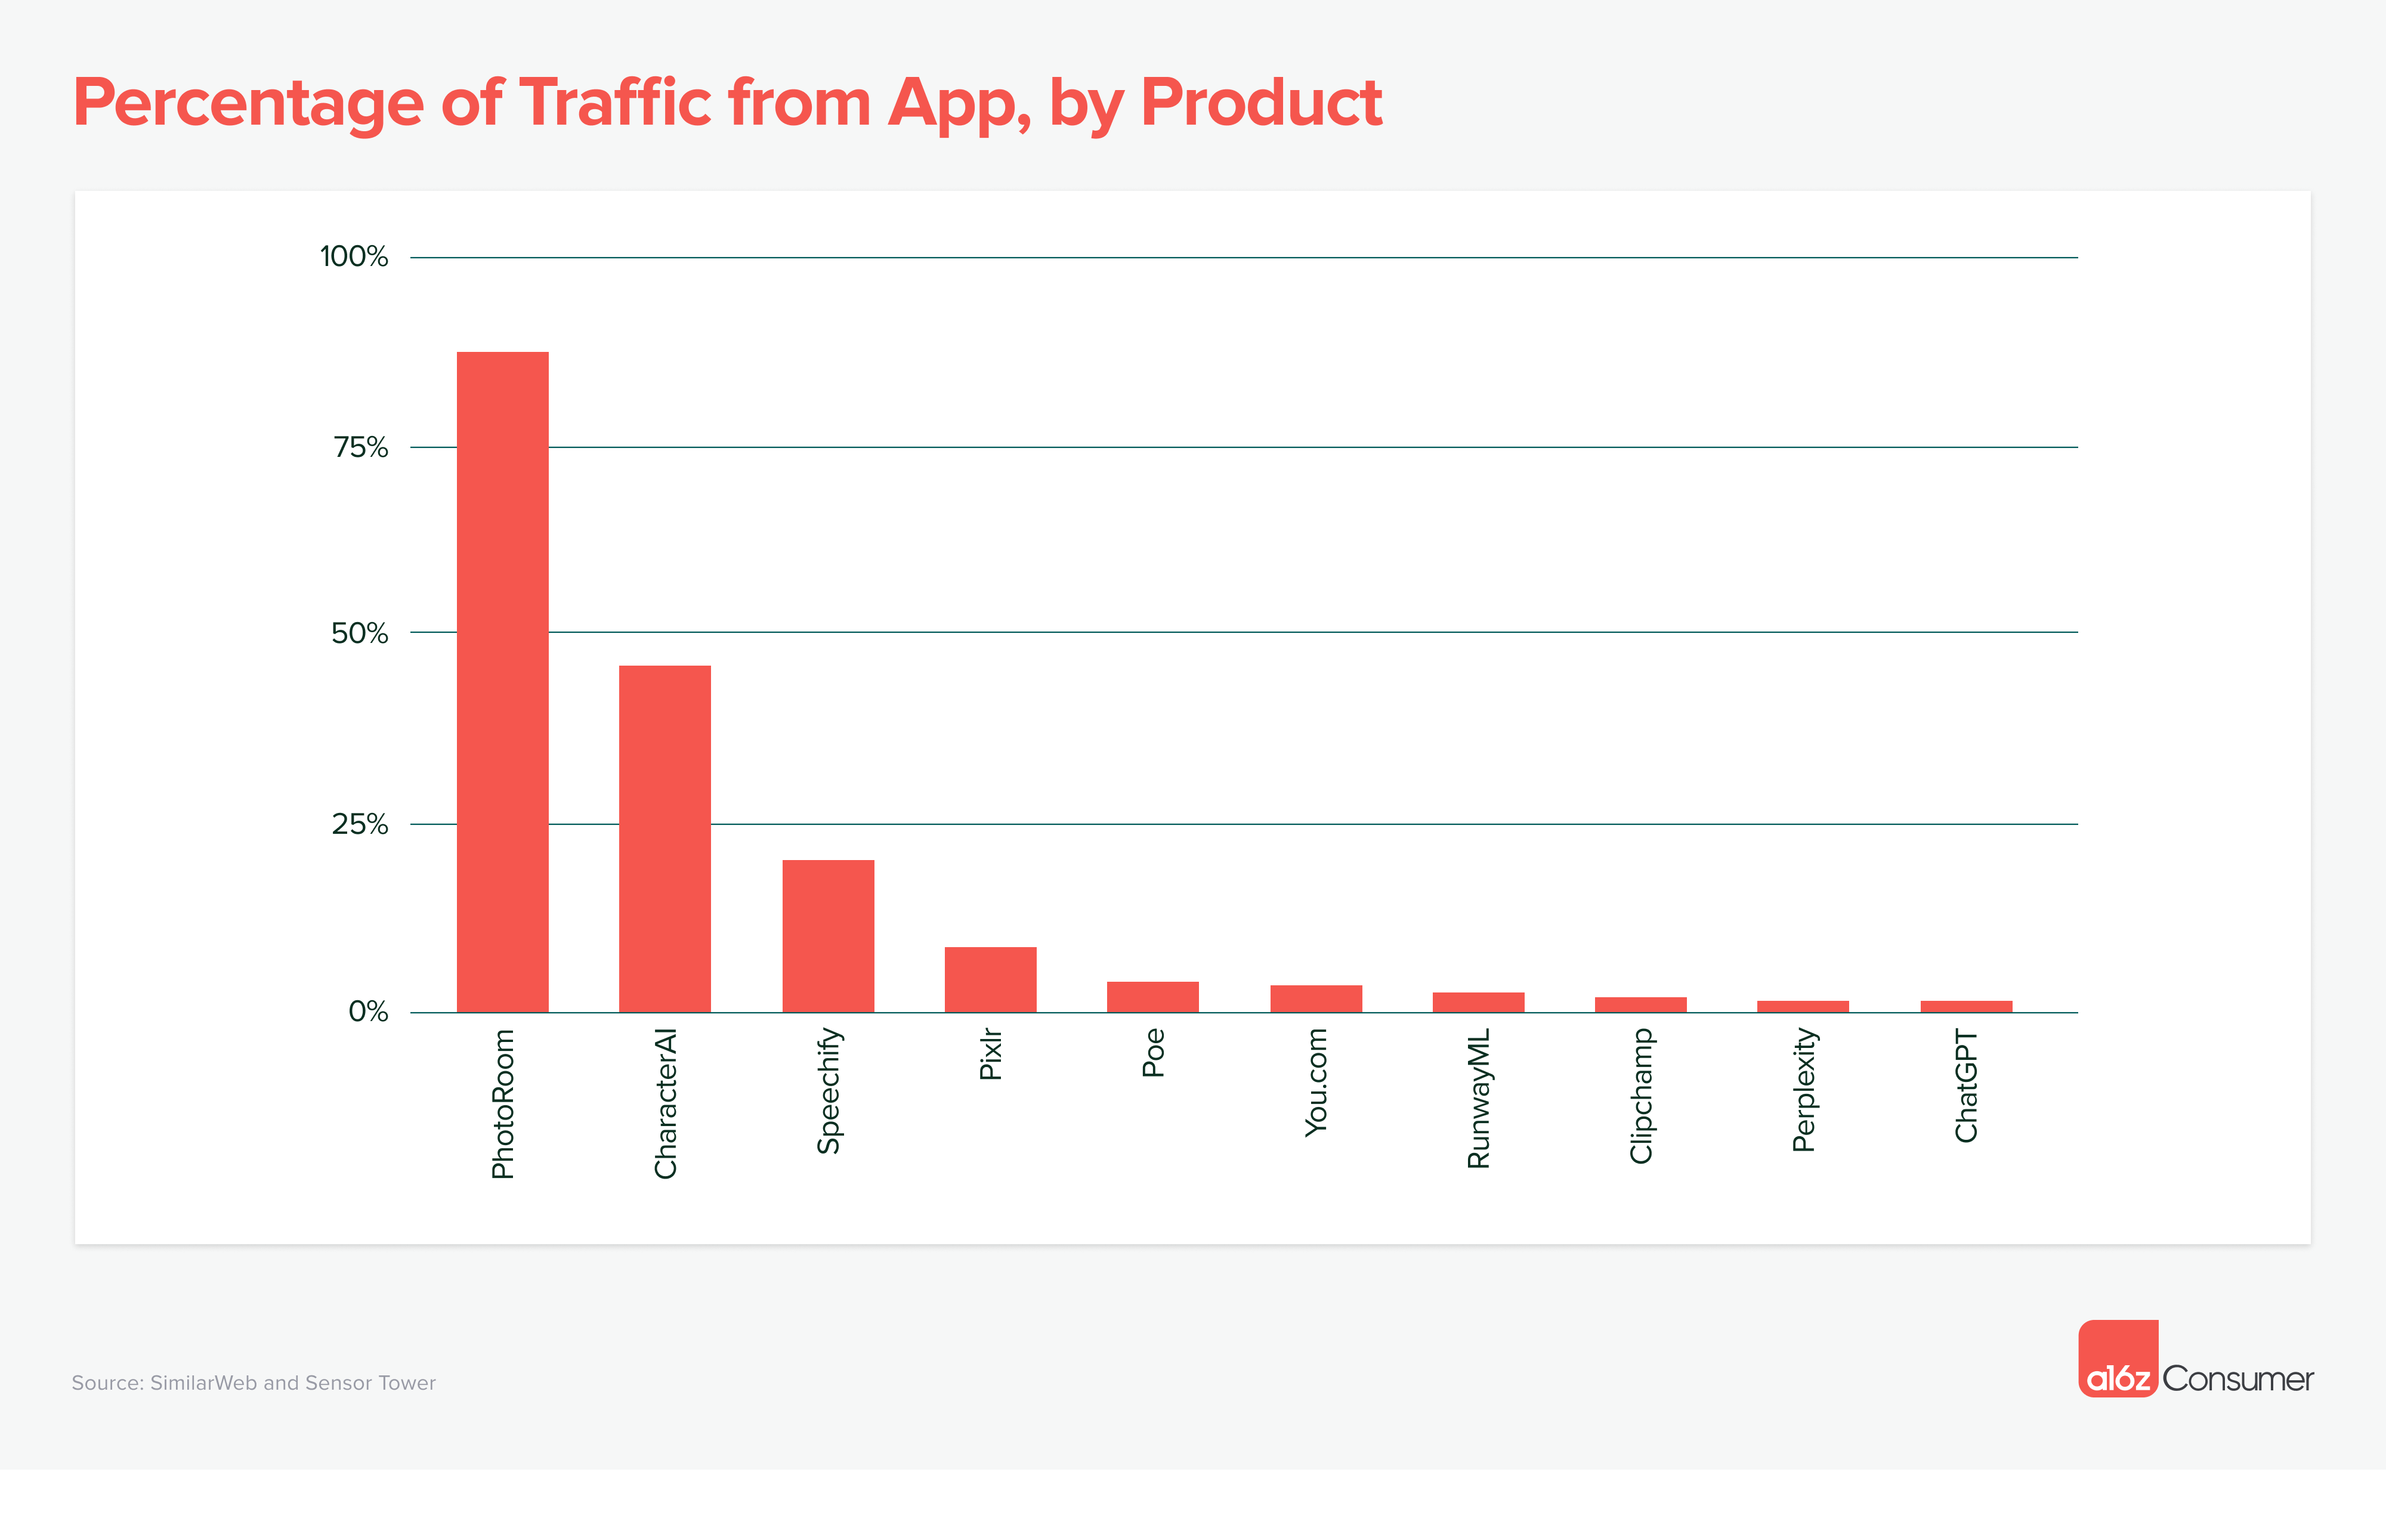 Percentage of Traffic from App, by Product
100%
75%
50%
25%
0%
PhotoRoom
CharacterAI
Speechify
Pixlr
Poe
You.com
RunwayML
Clipchamp
Perplexity
ChatGPT
Source: SimilarWeb and Sensor Tower
a16z Consumer